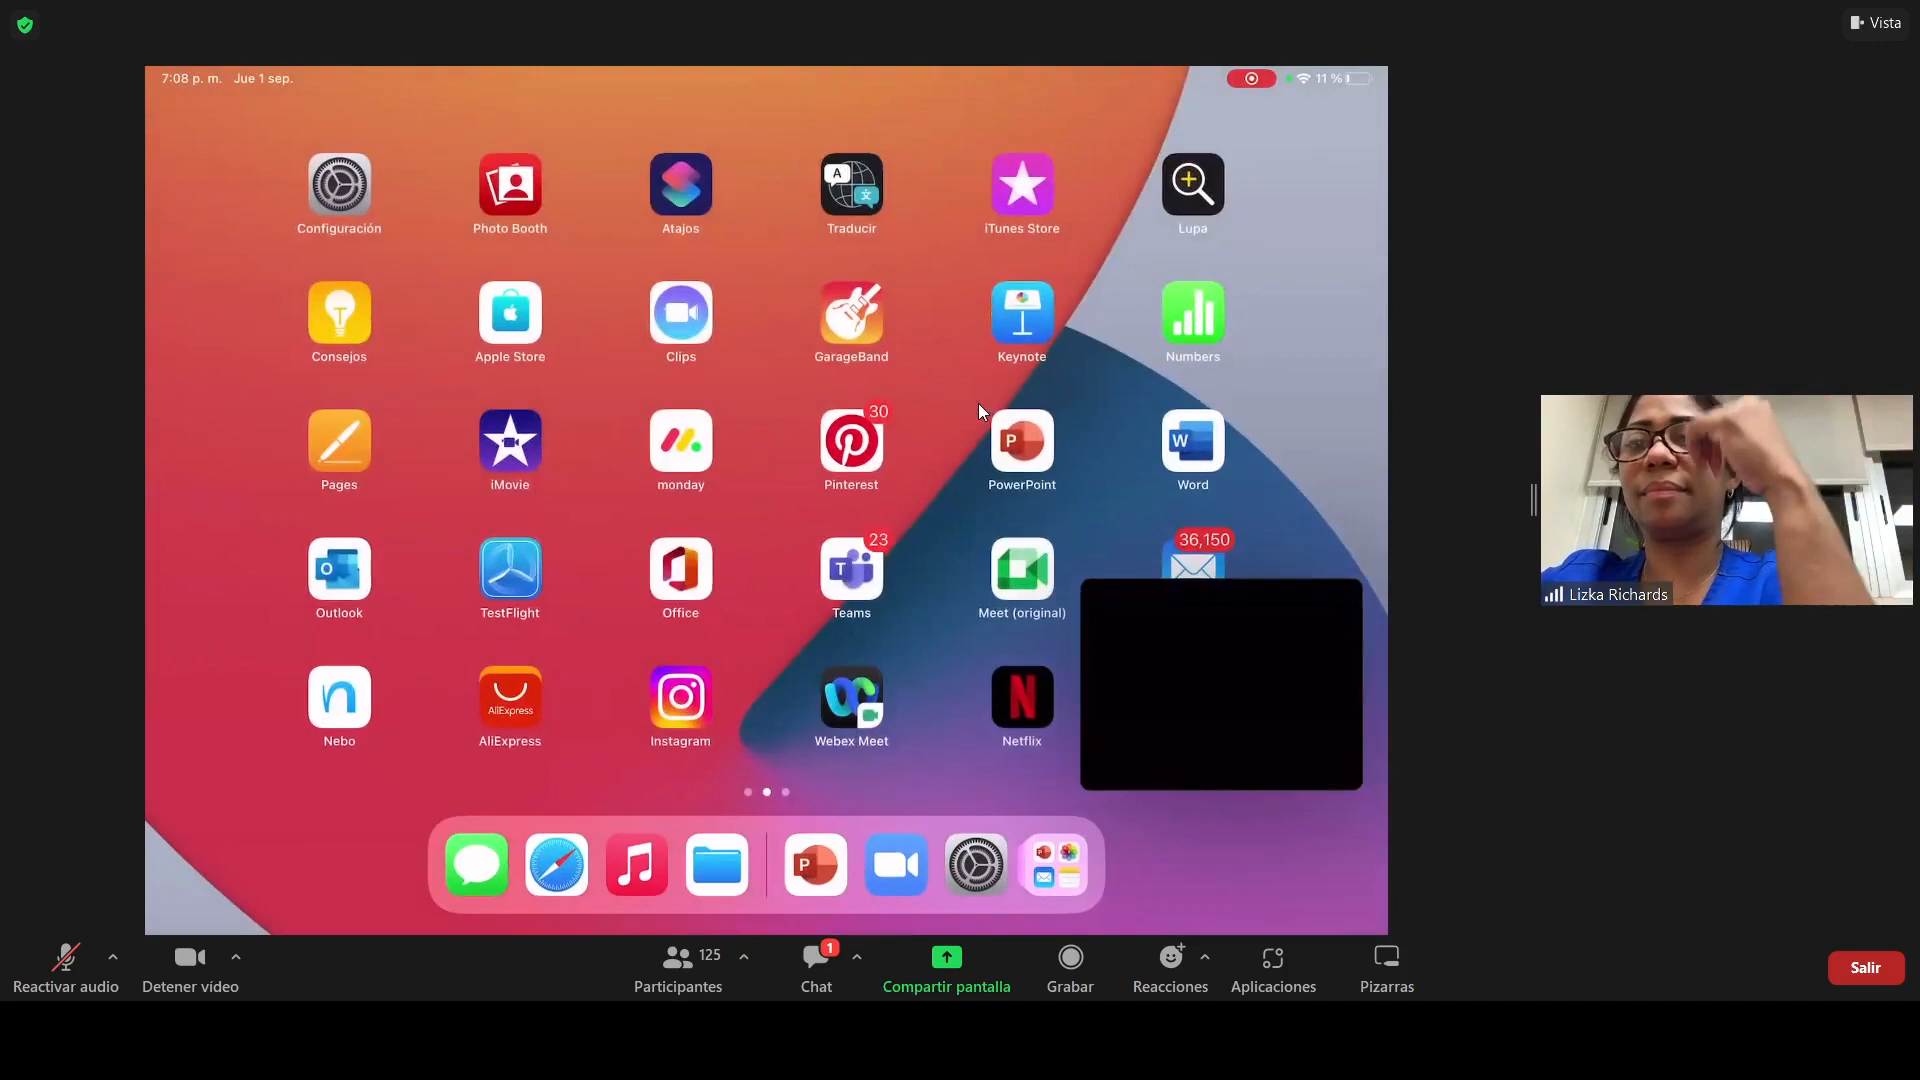 Vista
7:08 p. m. Jue 1 sep.
11 %
Configuración
Photo Booth
Atajos
A
文
Traducir
iTunes Store
Lupa
T
Consejos
Apple Store
Clips
GarageBand
Keynote
Numbers
Pages
iMovie
monday
30
Pinterest
P
PowerPoint
W
Word
O
Outlook
TestFlight
Office
23
T
Teams
Meet (original)
36,150
n
Nebo
AliExpress
AliExpress
Instagram
Webex Meet
N
Netflix
P
P
Lizka Richards
Reactivar audio
Detener vídeo
125
Participantes
1
Chat
Compartir pantalla
Grabar
Reacciones
Aplicaciones
Pizarras
Salir